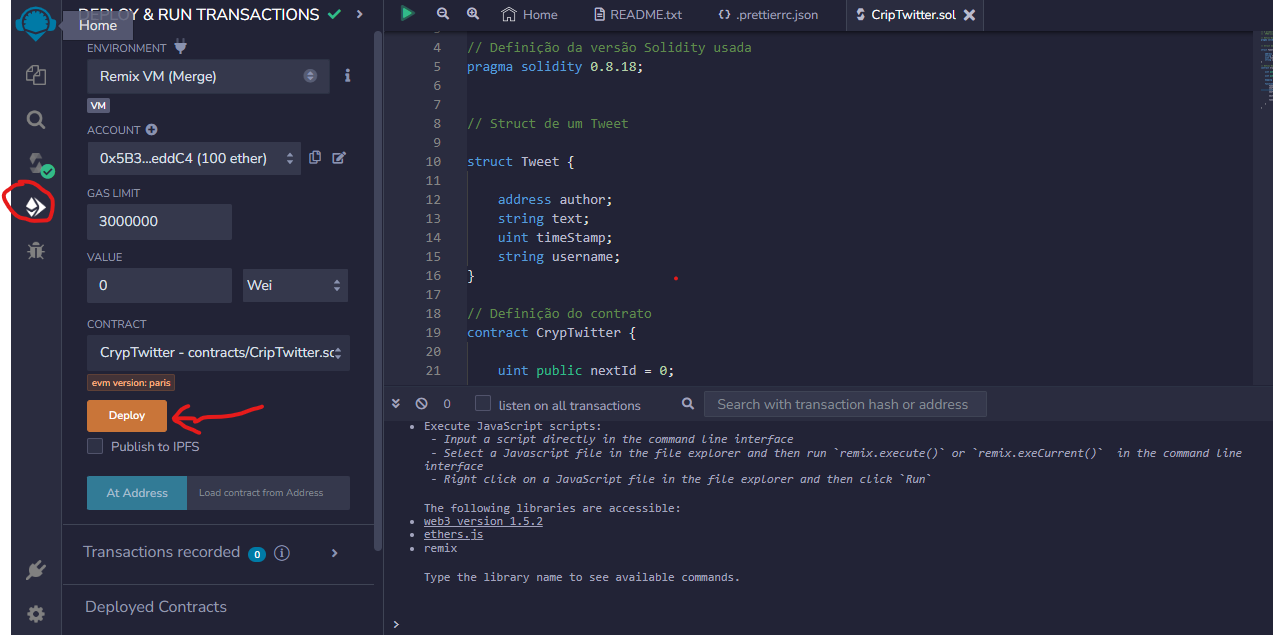 DEPLOY & RUN TRANSACTIONS
Home
ENVIRONMENT
Remix VM (Merge)
VM
ACCOUNT
0x5B3...eddC4 (100 ether)
GAS LIMIT
3000000
VALUE
0
Wei
CONTRACT
CrypTwitter - contracts/CripTwitter.sc
evm version: paris
Deploy
Publish to IPFS
At Address
Load contract from Address
Transactions recorded 0
Deployed Contracts
Home
README.txt
.prettierrc.json
CripTwitter.sol
4 // Definição da versão Solidity usada
5 pragma solidity 0.8.18;
6
7
8 // Struct de um Tweet
9
10 struct Tweet {
11
12 address author;
13 string text;
14 uint timeStamp;
15 string username;
16 }
17
18 // Definição do contrato
19 contract CrypTwitter {
20
21 uint public nextId = 0;
0
listen on all transactions
Search with transaction hash or address
• Execute JavaScript scripts:
- Input a script directly in the command line interface
- Select a Javascript file in the file explorer and then run `remix.execute()` or `remix.exeCurrent()` in the command line
interface
- Right click on a JavaScript file in the file explorer and then click `Run`
The following libraries are accessible:
• web3 version 1.5.2
• ethers.js
• remix
Type the library name to see available commands.
>